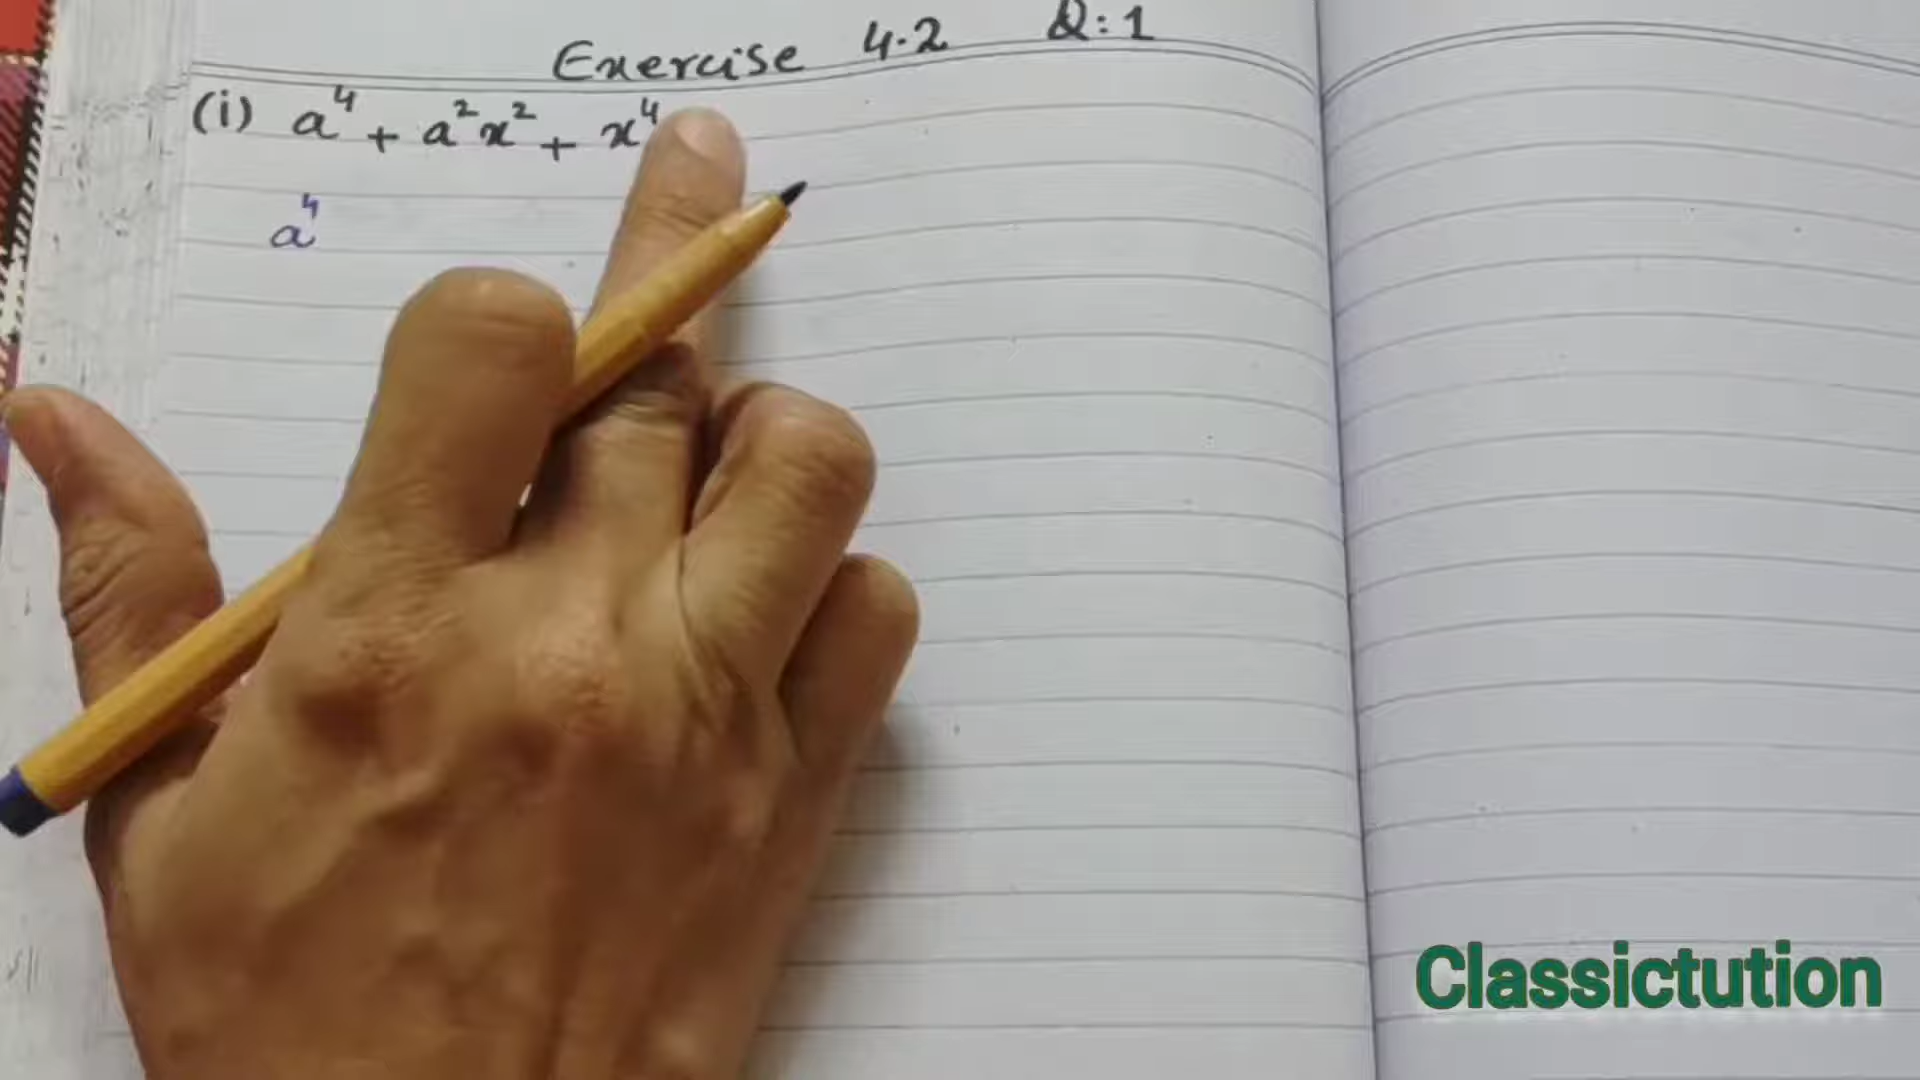 Exercise 4.2 Q:1
(i) a⁴ + a²x² + x⁴
a⁴
Classictution